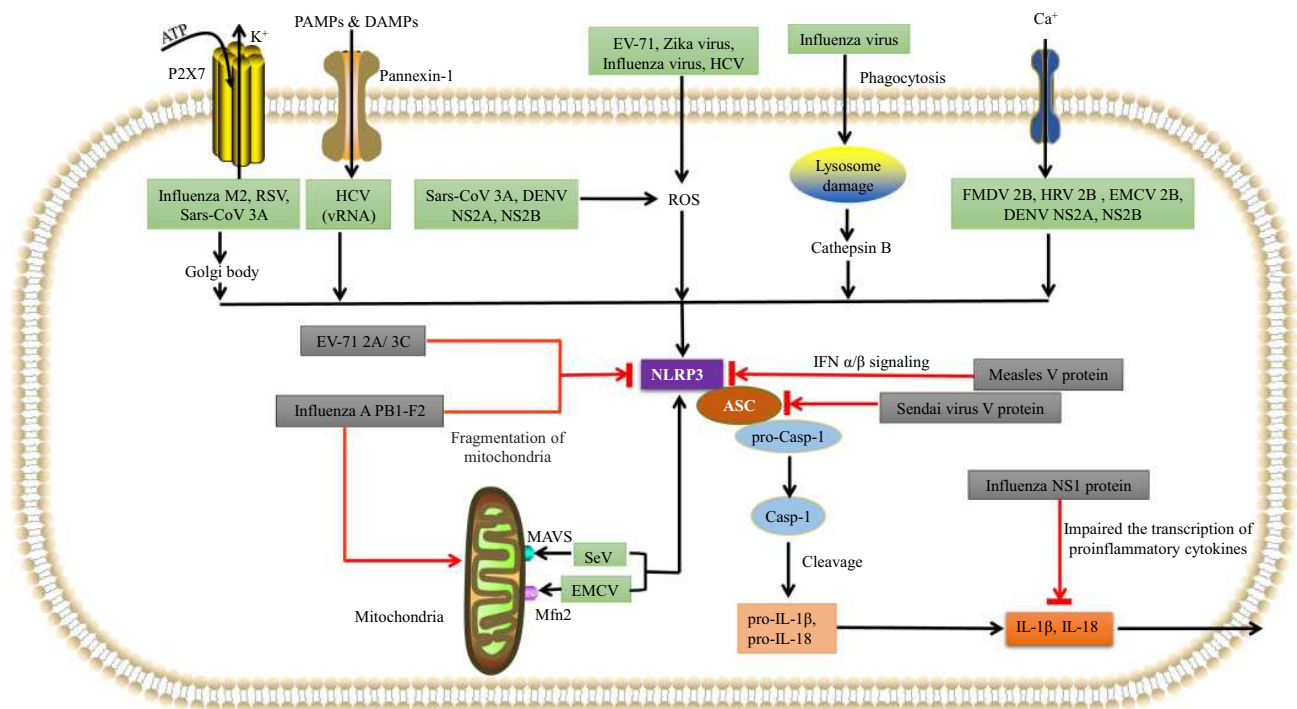 ATP
K⁺
P2X7
PAMPs & DAMPs
Pannexin-1
EV-71, Zika virus,
Influenza virus, HCV
Influenza virus
Phagocytosis
Ca⁺
Influenza M2, RSV,
Sars-CoV 3A
HCV
(vRNA)
Sars-CoV 3A, DENV
NS2A, NS2B
ROS
Lysosome
damage
FMDV 2B, HRV 2B , EMCV 2B,
DENV NS2A, NS2B
Golgi body
Cathepsin B
EV-71 2A/ 3C
NLRP3
IFN α/β signaling
Measles V protein
Influenza A PB1-F2
ASC
Sendai virus V protein
Fragmentation of
mitochondria
pro-Casp-1
Influenza NS1 protein
Casp-1
MAVS
SeV
Impaired the transcription of
proinflammatory cytokines
Cleavage
EMCV
Mitochondria
Mfn2
pro-IL-1β,
pro-IL-18
IL-1β, IL-18